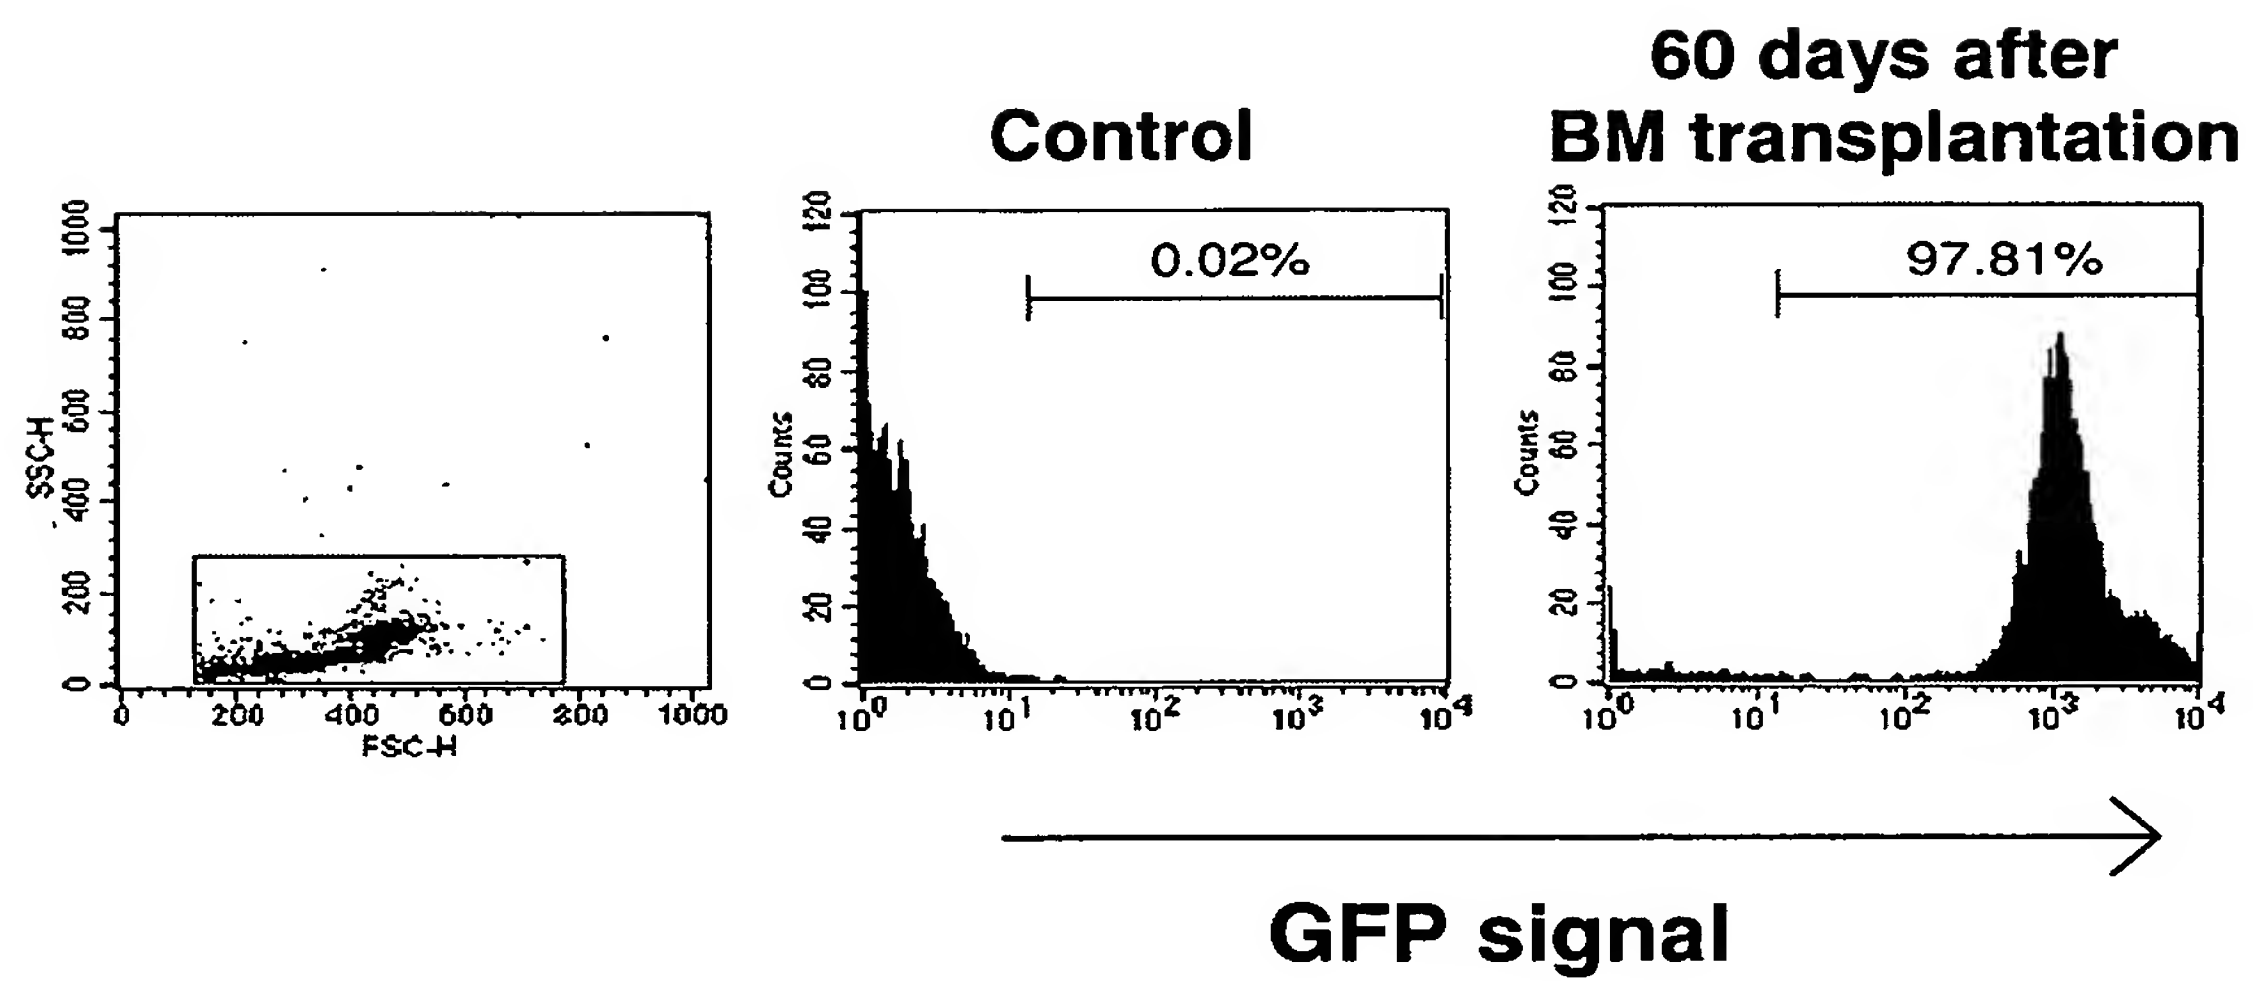 60 days after
Control
BM transplantation
SSC-H
0 200 400 600 800 1000
0 200 400 600 800 1000
FSC-H
Counts
0 20 40 60 80 100 120
0.02%
10⁰ 10¹ 10² 10³ 10⁴
Counts
0 20 40 60 80 100 120
97.81%
10⁰ 10¹ 10² 10³ 10⁴
GFP signal